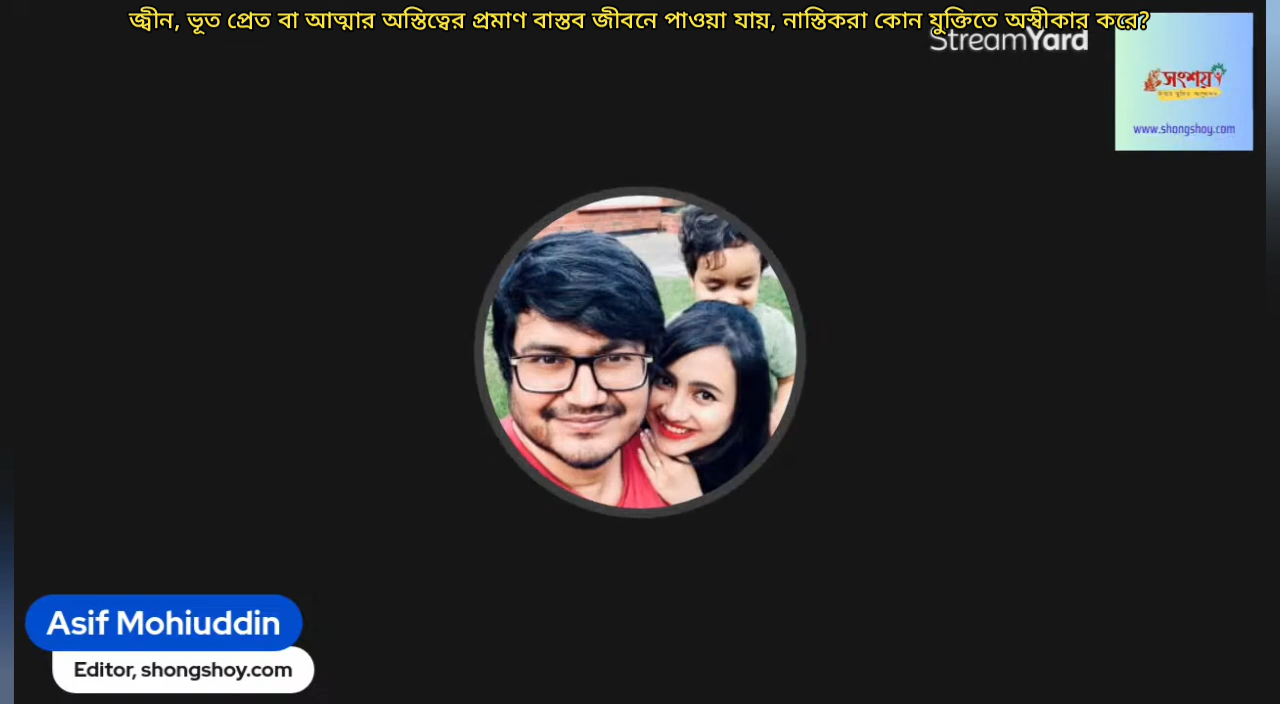 জ্বীন, ভূত প্রেত বা আত্মার অস্তিত্বের প্রমাণ বাস্তব জীবনে পাওয়া যায়, নাস্তিকরা কোন যুক্তিতে অস্বীকার করে?
StreamYard
সংশয়
www.shongshoy.com
Asif Mohiuddin
Editor, shongshoy.com